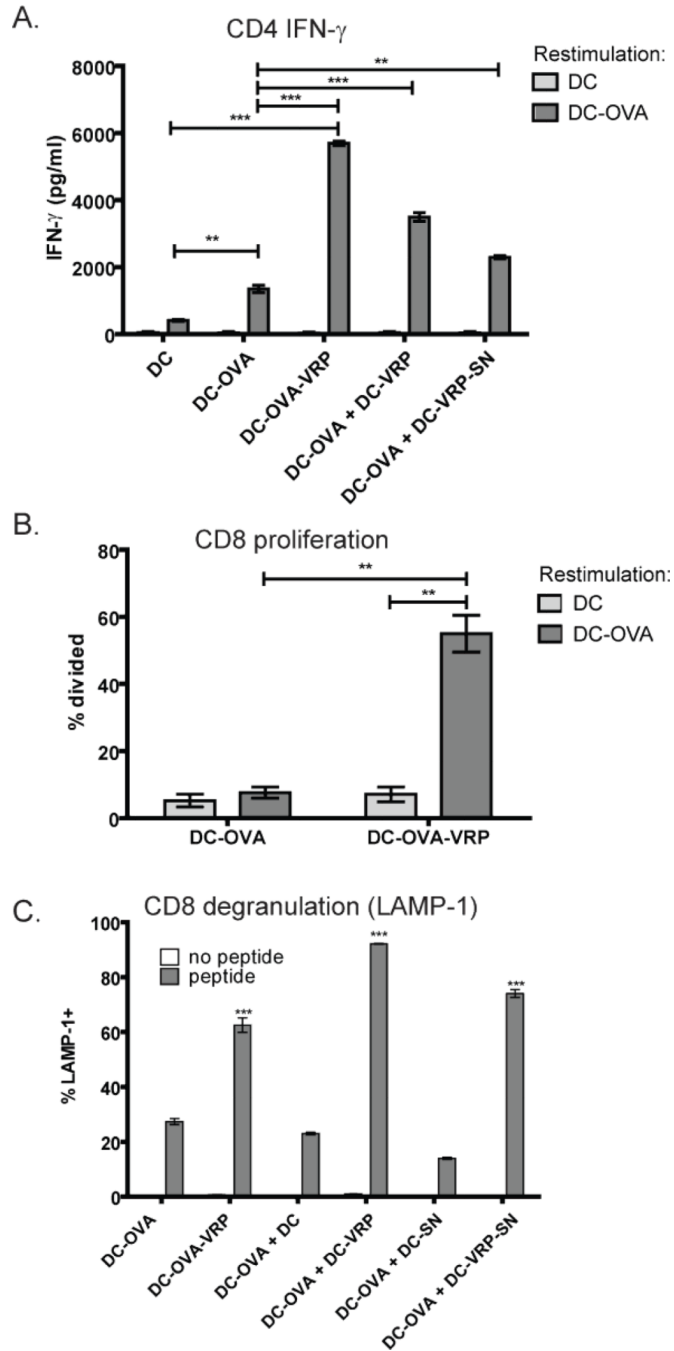 A.
CD4 IFN-γ
Restimulation:
DC
DC-OVA
**
***
***
***
**
8000
6000
4000
2000
0
IFN-γ (pg/ml)
DC
DC-OVA
DC-OVA-VRP
DC-OVA + DC-VRP
DC-OVA + DC-VRP-SN
B.
CD8 proliferation
Restimulation:
DC
DC-OVA
**
**
80
60
40
20
0
% divided
DC-OVA
DC-OVA-VRP
C.
CD8 degranulation (LAMP-1)
no peptide
peptide
***
***
***
100
80
60
40
20
0
% LAMP-1+
DC-OVA
DC-OVA-VRP
DC-OVA + DC
DC-OVA + DC-VRP
DC-OVA + DC-SN
DC-OVA + DC-VRP-SN